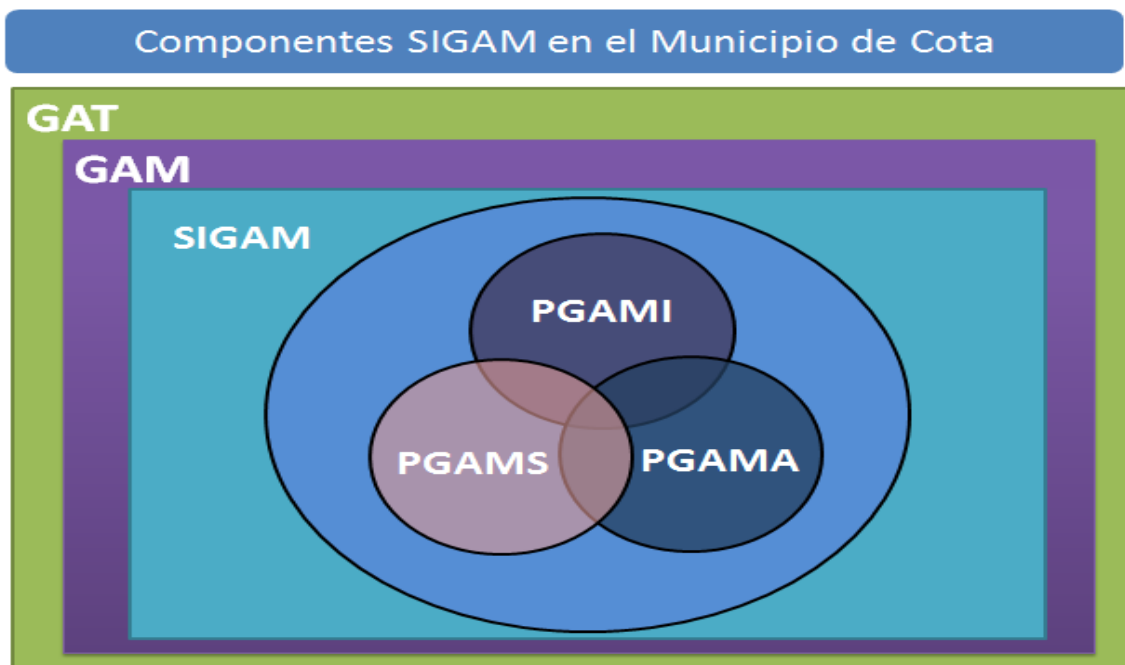 Componentes SIGAM en el Municipio de Cota
GAT
GAM
SIGAM
PGAMI
PGAMS
PGAMA